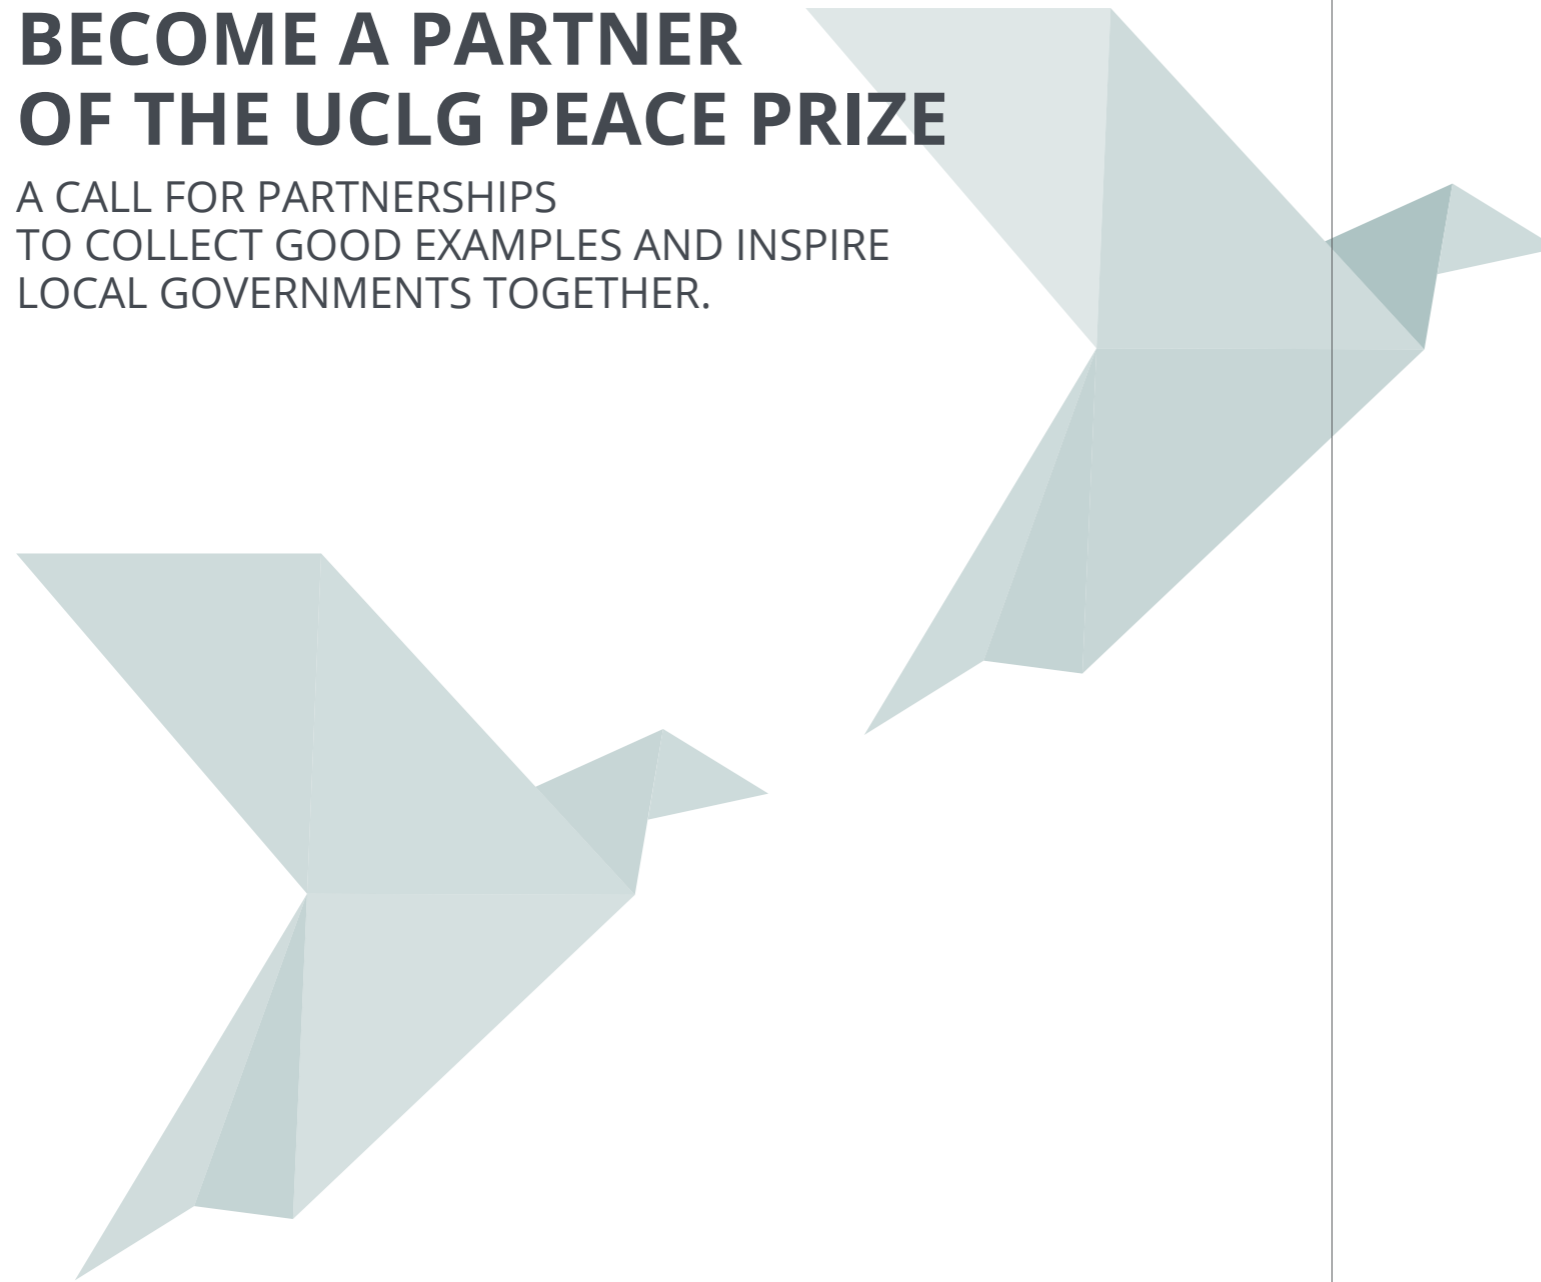 BECOME A PARTNER
OF THE UCLG PEACE PRIZE
A CALL FOR PARTNERSHIPS
TO COLLECT GOOD EXAMPLES AND INSPIRE
LOCAL GOVERNMENTS TOGETHER.